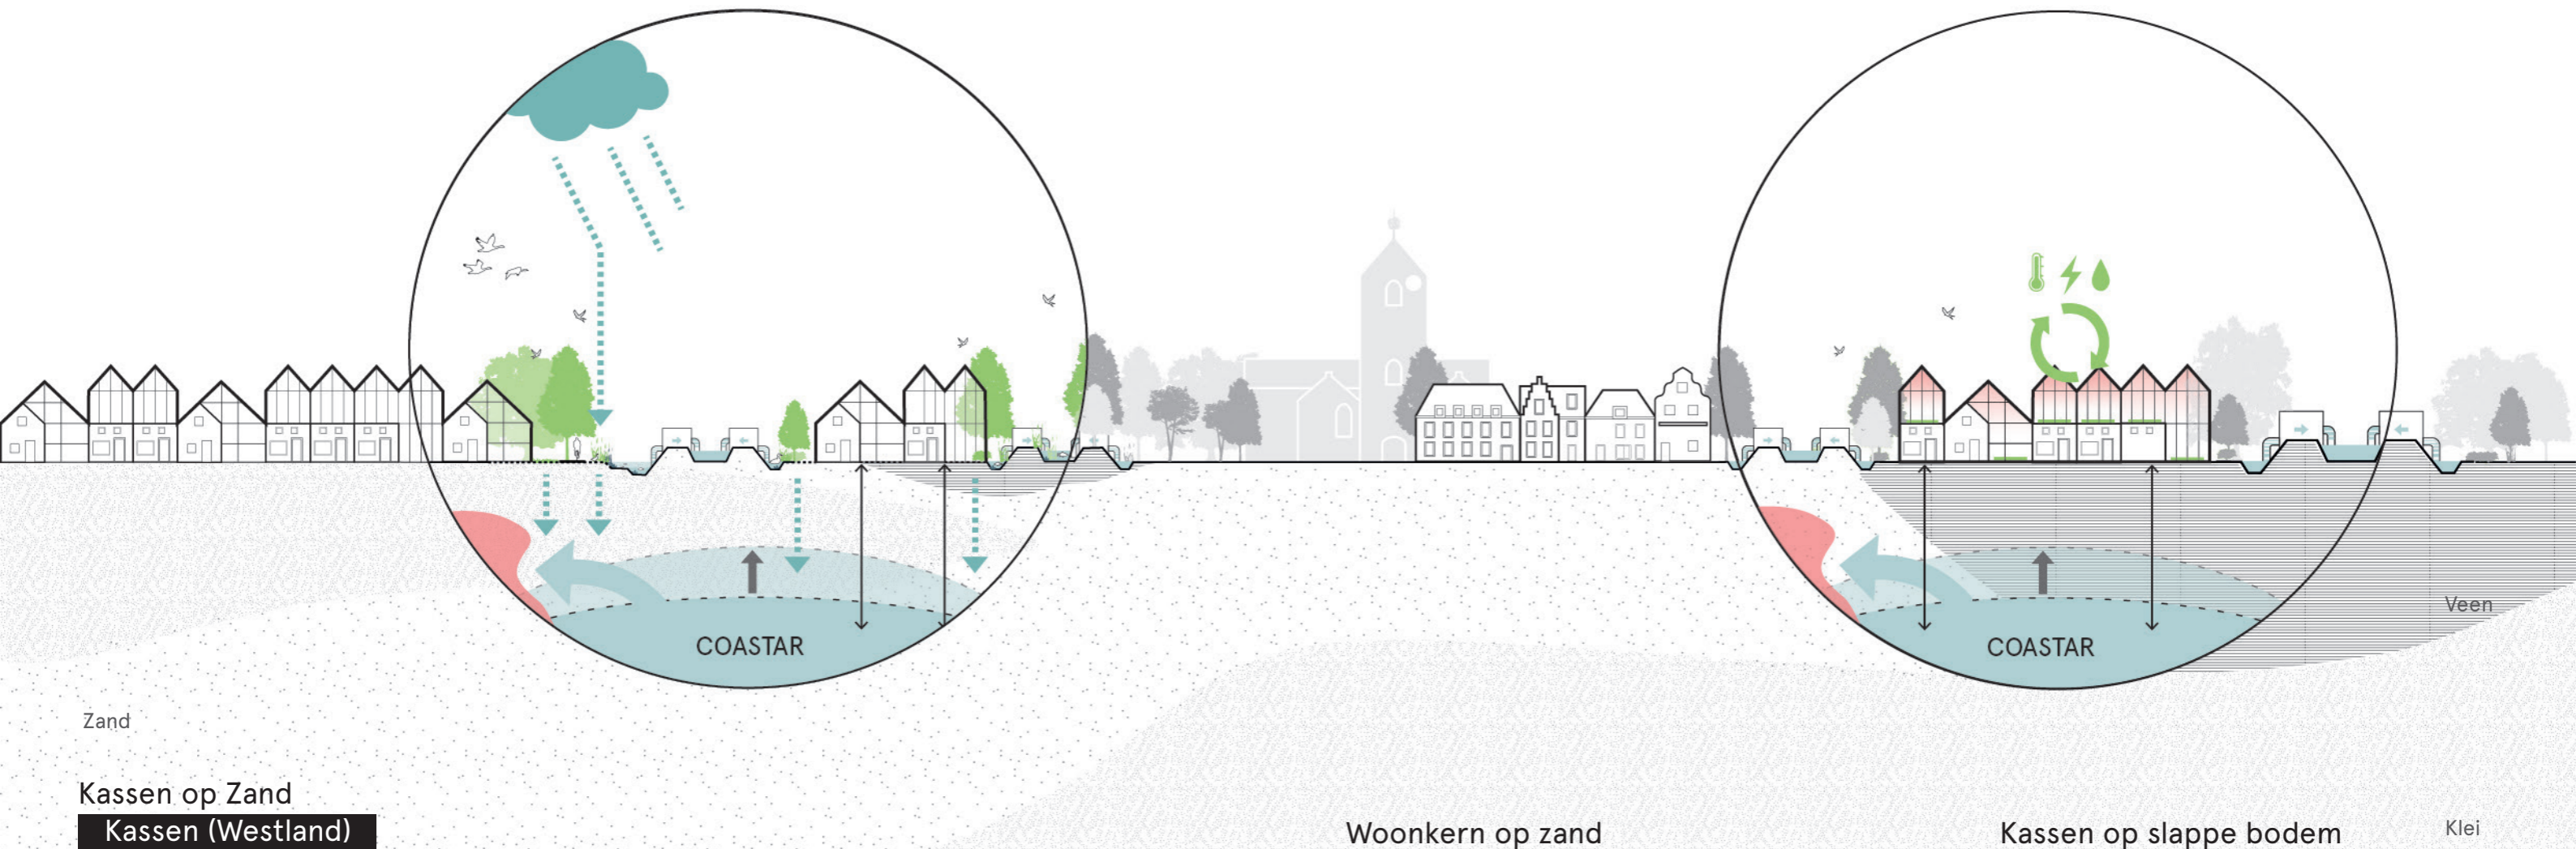 COASTAR
COASTAR
Veen
Zand
Kassen op Zand
Kassen (Westland)
Woonkern op zand
Kassen op slappe bodem
Klei